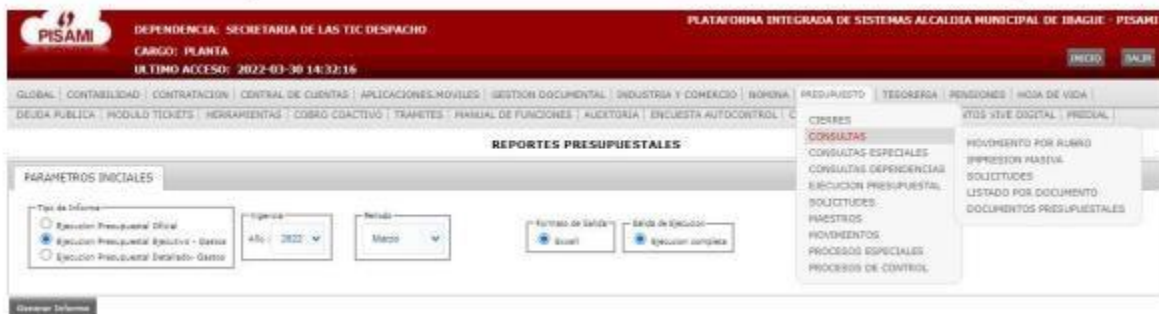 PISAMI
DEPENDENCIA: SECRETARIA DE LAS TIC DESPACHO
PLATAFORMA INTEGRADA DE SISTEMAS ALCALDIA MUNICIPAL DE IBAGUE - PISAMI
CARGO: PLANTA
INICIO SALIR
ULTIMO ACCESO: 2022-03-30 14:32:16
GLOBAL | CONTABILIDAD | CONTRATACION | CENTRAL DE CUENTAS | APLICACIONES.MOVILES | GESTION DOCUMENTAL | INDUSTRIA Y COMERCIO | NOMINA | PRESUPUESTO | TESORERIA | PENSIONES | HOJA DE VIDA |
DEUDA PUBLICA | MODULO TICKETS | HERRAMIENTAS | COBRO COACTIVO | TRAMITES | MANUAL DE FUNCIONES | AUDITORIA | ENCUESTA AUTOCONTROL | C
TOS VIVE DIGITAL | PREDIAL |
CIERRES
CONSULTAS
CONSULTAS ESPECIALES
CONSULTAS DEPENDENCIAS
EJECUCION PRESUPUESTAL
SOLICITUDES
MAESTROS
MOVIMIENTOS
PROCESOS ESPECIALES
PROCESOS DE CONTROL
MOVIMIENTO POR RUBRO
IMPRESION MASIVA
SOLICITUDES
LISTADO POR DOCUMENTO
DOCUMENTOS PRESUPUESTALES
REPORTES PRESUPUESTALES
PARAMETROS INICIALES
Tipo de Informe
Ejecucion Presupuestal Oficial
Ejecucion Presupuestal Ejecutivo - Gastos
Ejecucion Presupuestal Detallado- Gastos
Vigencia
Año : 2022
Periodo
Marzo
Formato de Salida
Excell
Salida de Ejecucion
Ejecucion completa
Generar Informe